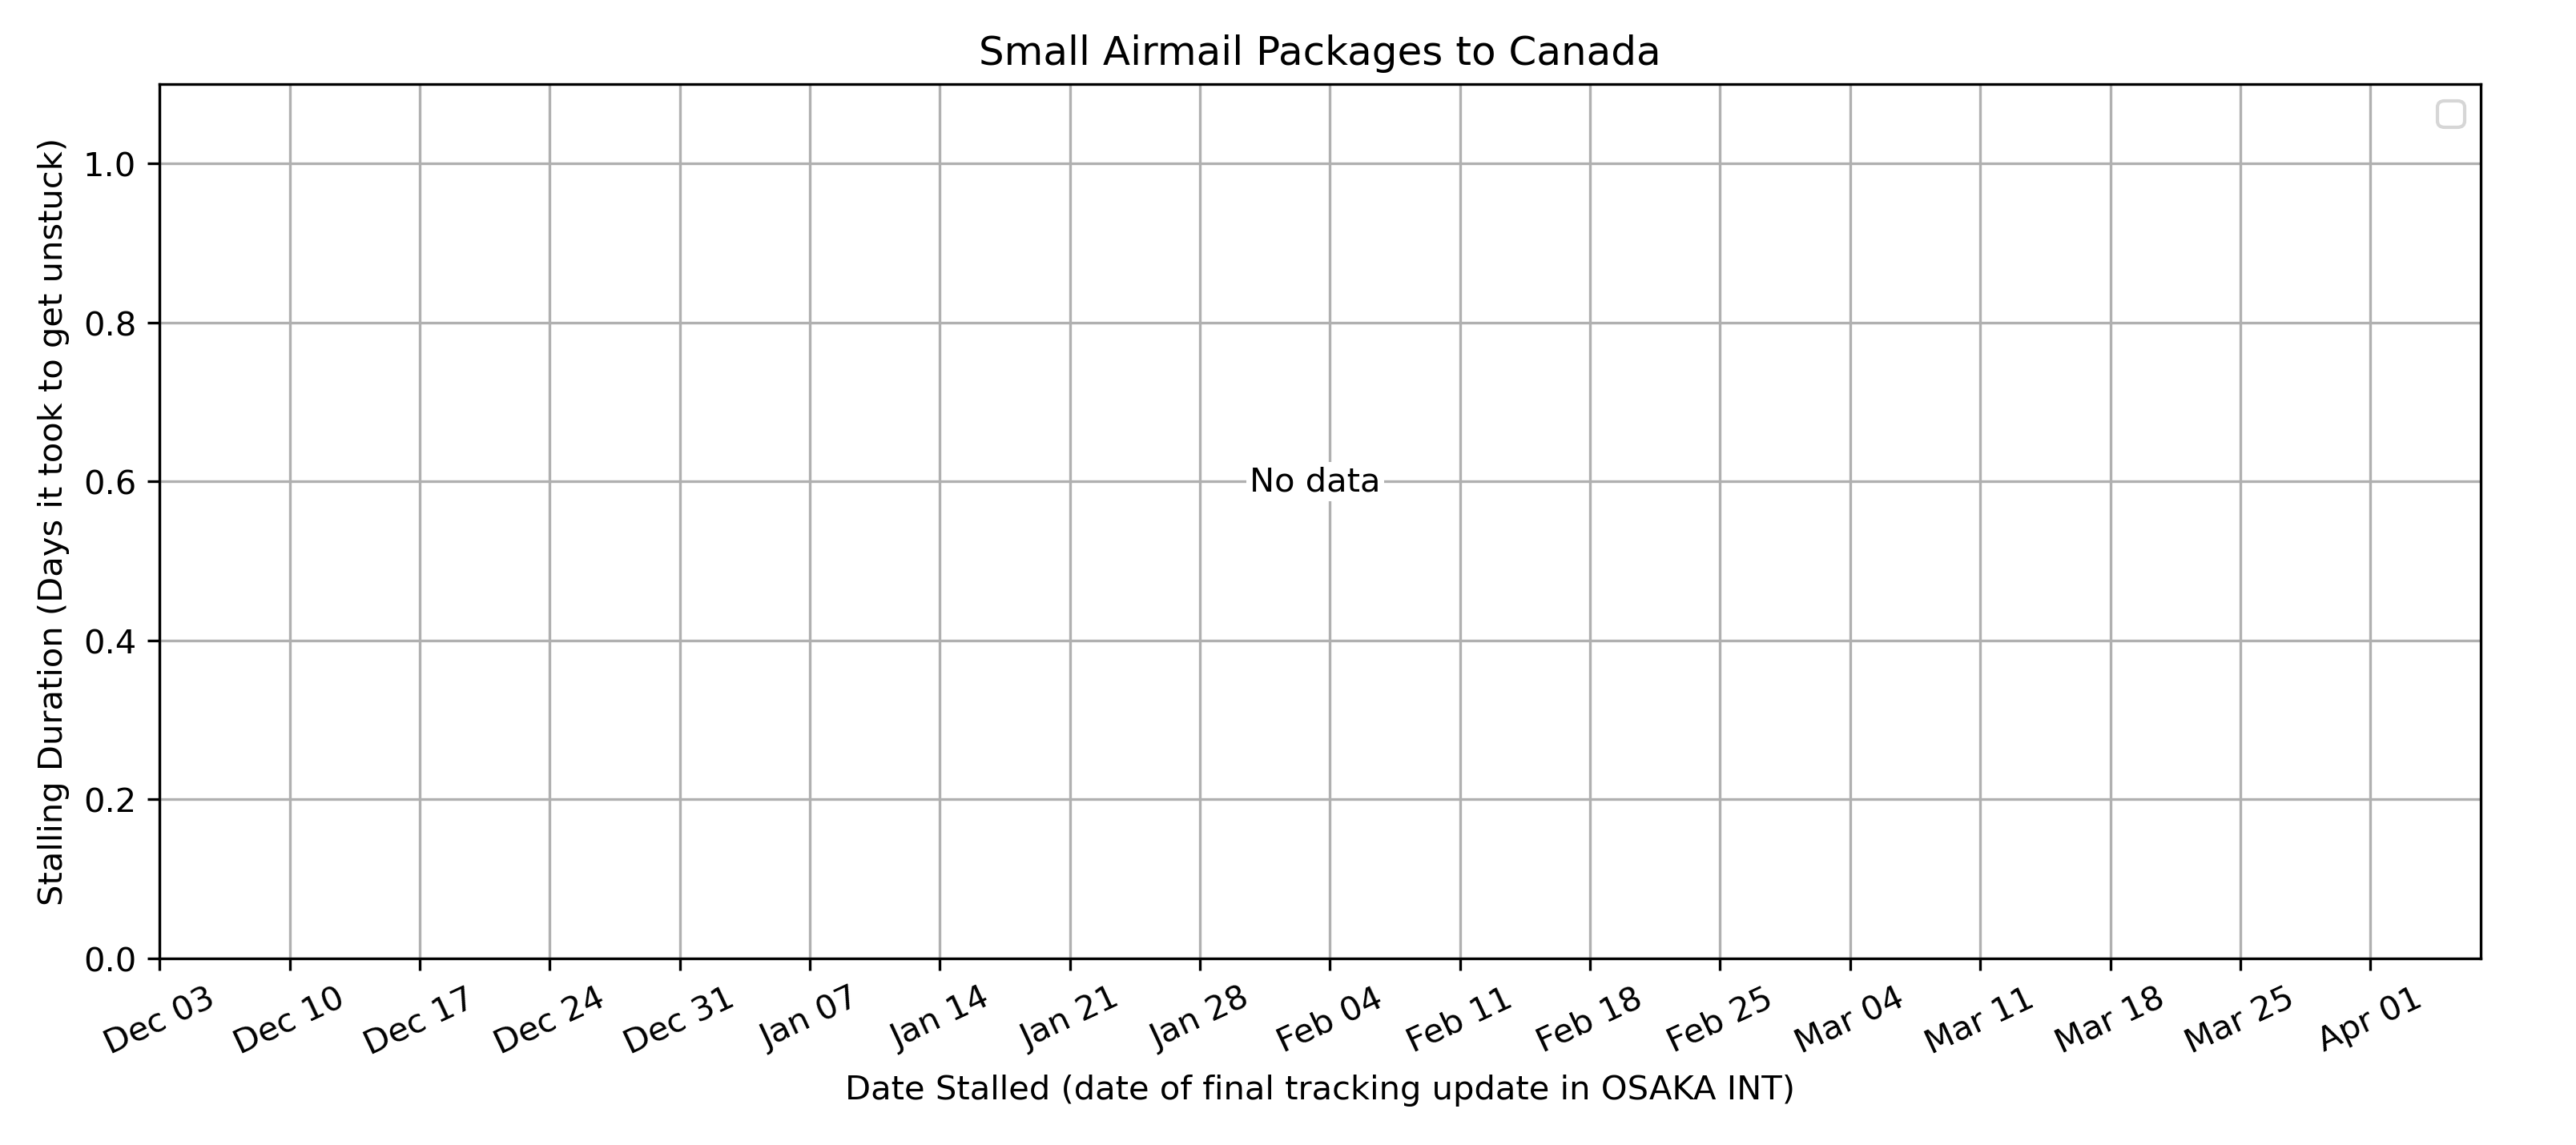 Small Airmail Packages to Canada
Stalling Duration (Days it took to get unstuck)
1.0
0.8
0.6
0.4
0.2
0.0
No data
Dec 03
Dec 10
Dec 17
Dec 24
Dec 31
Jan 07
Jan 14
Jan 21
Jan 28
Feb 04
Feb 11
Feb 18
Feb 25
Mar 04
Mar 11
Mar 18
Mar 25
Apr 01
Date Stalled (date of final tracking update in OSAKA INT)